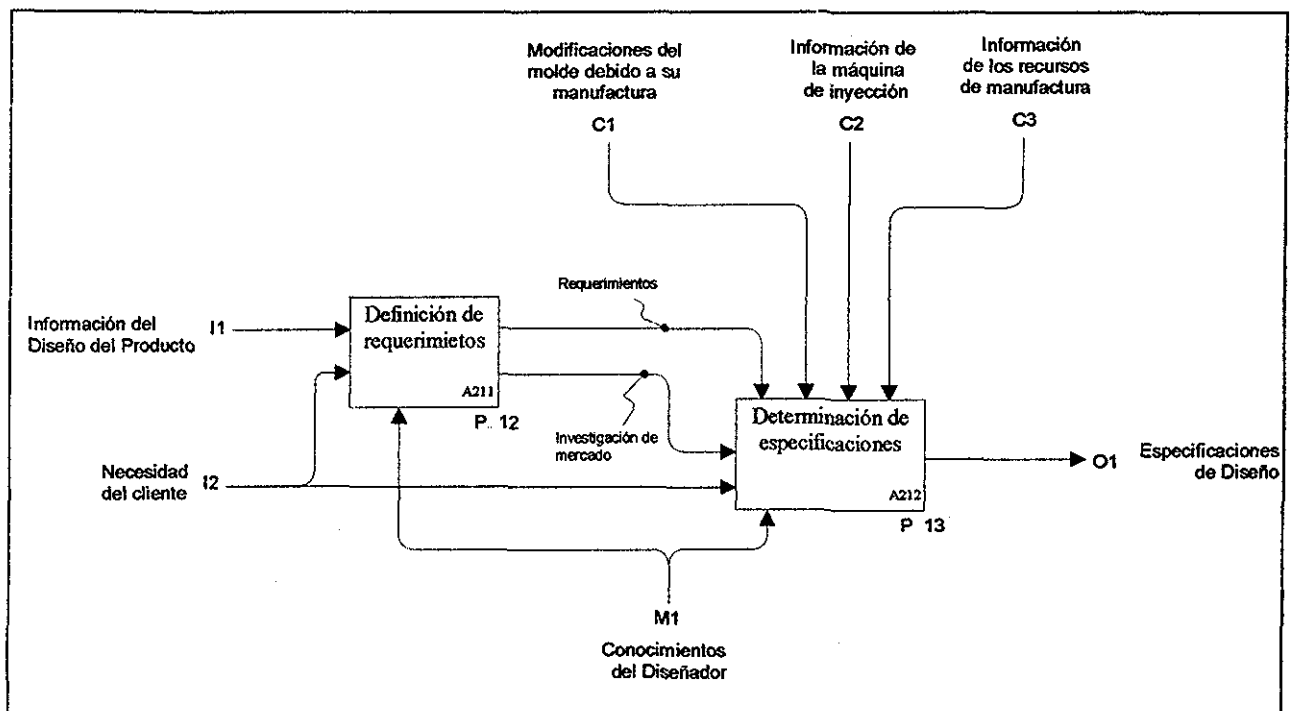 Modificaciones del
molde debido a su
manufactura
C1
Información de
la máquina
de inyección
C2
Información
de los recursos
de manufactura
C3
Requerimientos
Información del
Diseño del Producto
I1
Definición de
requerimietos
A211
P.. 12
Investigación de
mercado
Necesidad
del cliente
I2
Determinación de
especificaciones
A212
P 13
O1
Especificaciones
de Diseño
M1
Conocimientos
del Diseñador